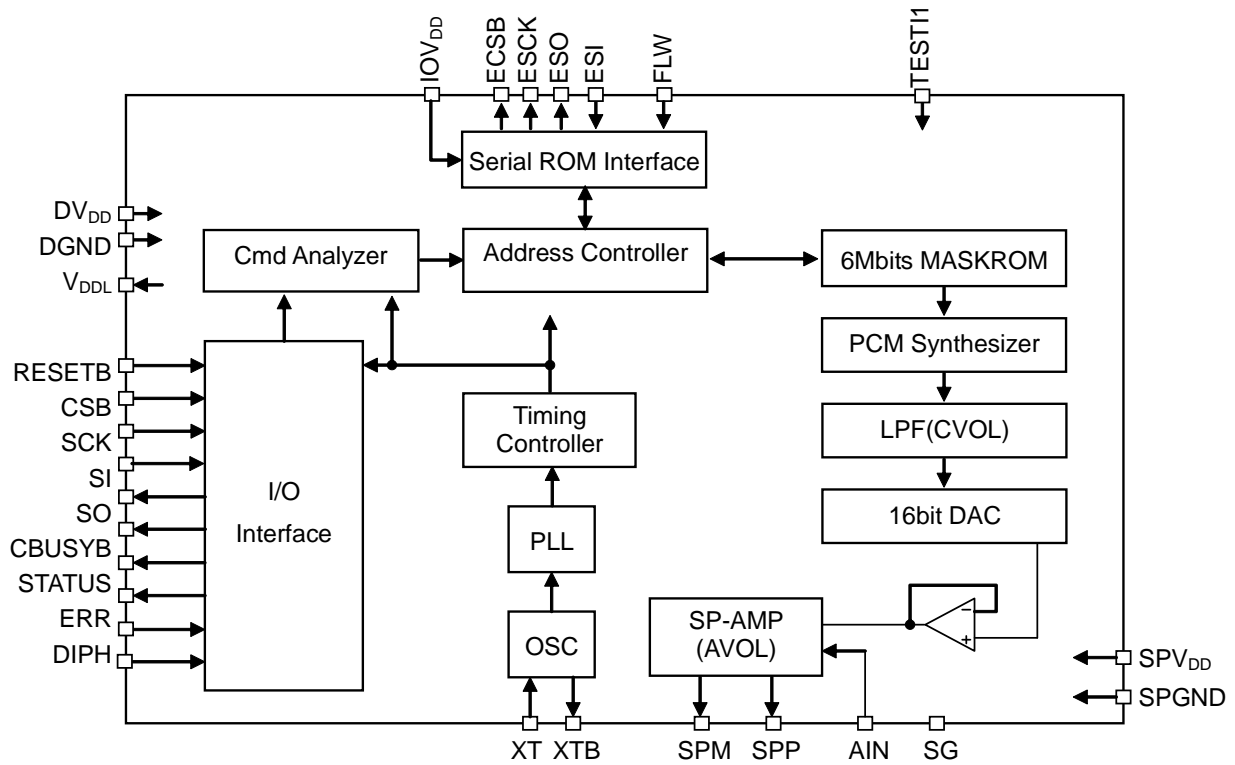 IOVDD
ECSB
ESCK
ESO
ESI
FLW
TESTI1
Serial ROM Interface
DVDD
DGND
VDDL
Cmd Analyzer
Address Controller
6Mbits MASKROM
PCM Synthesizer
LPF(CVOL)
16bit DAC
RESETB
CSB
SCK
SI
SO
CBUSYB
STATUS
ERR
DIPH
I/O
Interface
Timing
Controller
PLL
OSC
SP-AMP
(AVOL)
−
+
SPVDD
SPGND
XT
XTB
SPM
SPP
AIN
SG